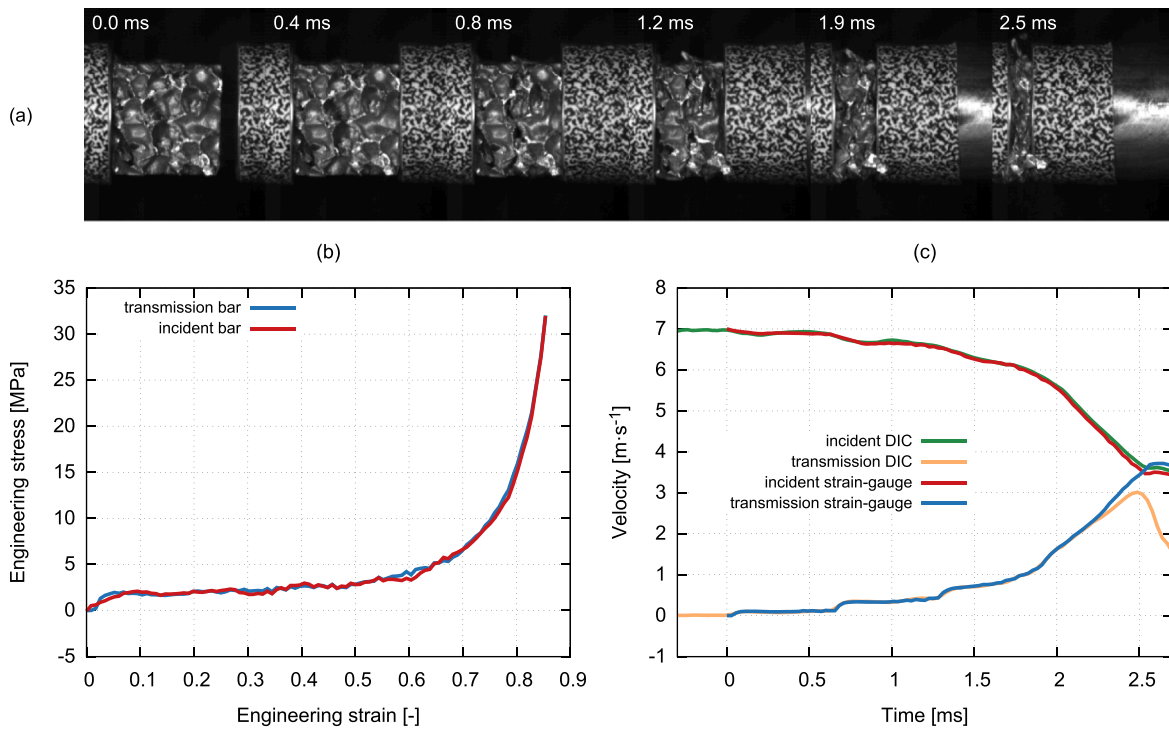 0.0 ms 0.4 ms 0.8 ms 1.2 ms 1.9 ms 2.5 ms
(a)
(b)
35
30
25
20
15
10
5
0
-5
Engineering stress [MPa]
transmission bar
incident bar
0 0.1 0.2 0.3 0.4 0.5 0.6 0.7 0.8 0.9
Engineering strain [-]
(c)
8
7
6
5
4
3
2
1
0
-1
Velocity [m·s-1]
incident DIC
transmission DIC
incident strain-gauge
transmission strain-gauge
0 0.5 1 1.5 2 2.5
Time [ms]